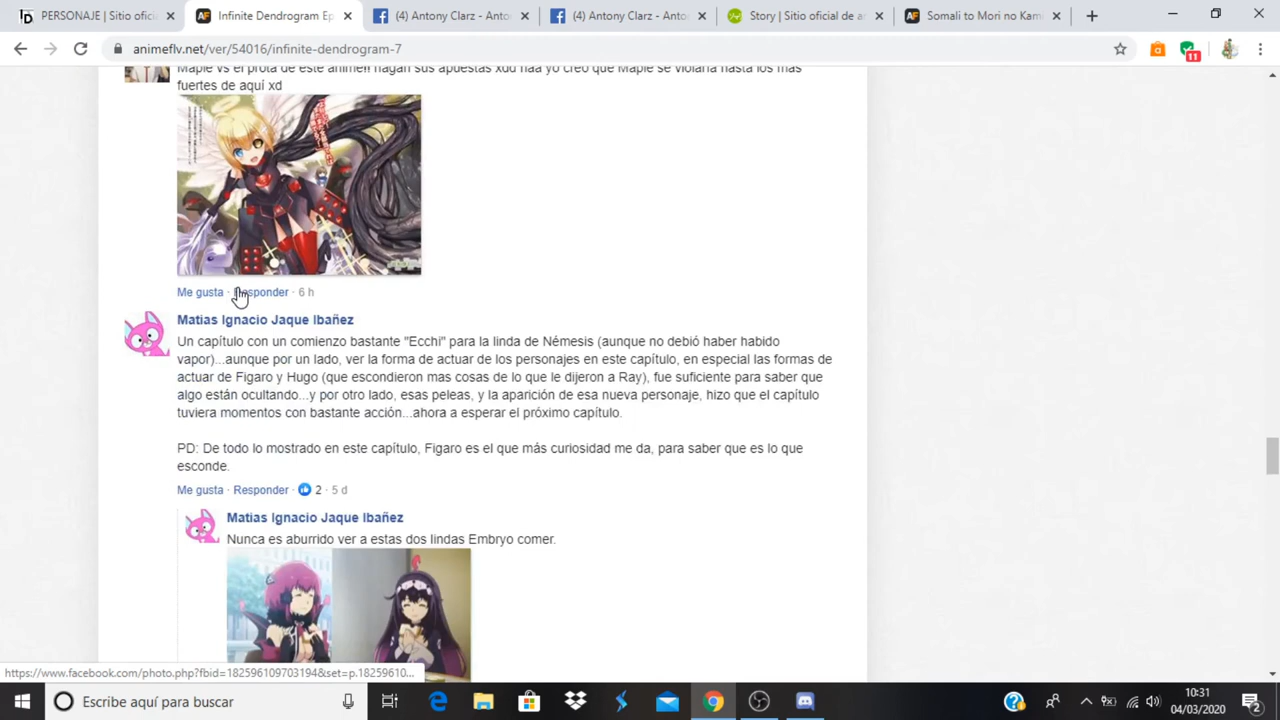 PERSONAJE | Sitio oficial
Infinite Dendrogram Ep
(4) Antony Clarz - Anto
(4) Antony Clarz - Anto
Story | Sitio oficial de a
Somali to Mori no Kam
animeflv.net/ver/54016/infinite-dendrogram-7
11
Maple vs el prota de este anime!! hagan sus apuestas xdd naa yo creo que Maple se violaria hasta los mas
fuertes de aquí xd
Me gusta · Responder · 6 h
Matias Ignacio Jaque Ibañez
Un capítulo con un comienzo bastante "Ecchi" para la linda de Némesis (aunque no debió haber habido
vapor)...aunque por un lado, ver la forma de actuar de los personajes en este capítulo, en especial las formas de
actuar de Figaro y Hugo (que escondieron mas cosas de lo que le dijeron a Ray), fue suficiente para saber que
algo están ocultando...y por otro lado, esas peleas, y la aparición de esa nueva personaje, hizo que el capítulo
tuviera momentos con bastante acción...ahora a esperar el próximo capítulo.
PD: De todo lo mostrado en este capítulo, Figaro es el que más curiosidad me da, para saber que es lo que
esconde.
Me gusta · Responder · 2 · 5 d
Matias Ignacio Jaque Ibañez
Nunca es aburrido ver a estas dos lindas Embryo comer.
https://www.facebook.com/photo.php?fbid=182596109703194&set=p.18259610...
Escribe aquí para buscar
10:31
04/03/2020
2